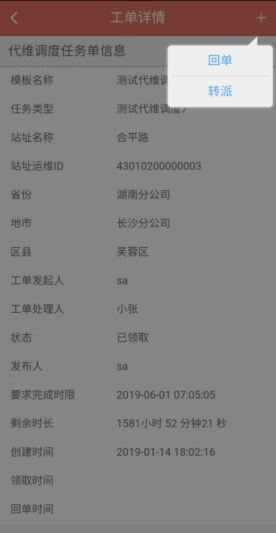 工单详情
代维调度任务单信息
回单
转派
模板名称 测试代维调
任务类型 测试代维调度7
站址名称 合平路
站址运维ID 43010200000003
省份 湖南分公司
地市 长沙分公司
区县 芙蓉区
工单发起人 sa
工单处理人 小张
状态 已领取
发布人 sa
要求完成时限 2019-06-01 07:05:05
剩余时长 1581小时 52 分钟21 秒
创建时间 2019-01-14 18:02:16
领取时间
回单时间